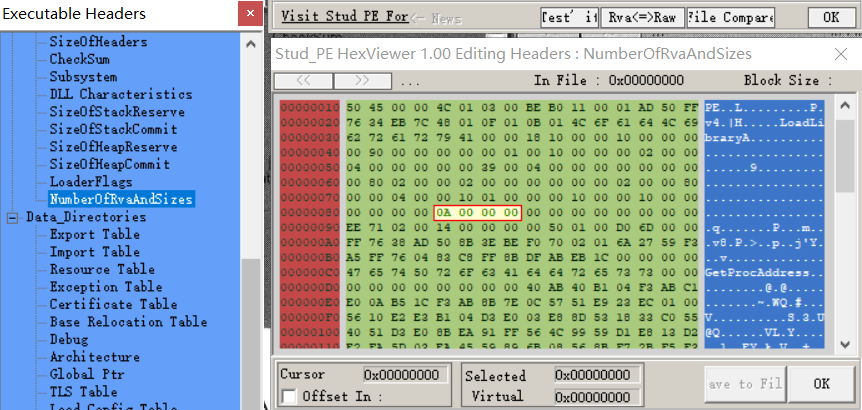 Executable Headers
SizeOfHeaders
CheckSum
Subsystem
DLL Characteristics
SizeOfStackReserve
SizeOfStackCommit
SizeOfHeapReserve
SizeOfHeapCommit
LoaderFlags
NumberOfRvaAndSizes
Data_Directories
Export Table
Import Table
Resource Table
Exception Table
Certificate Table
Base Relocation Table
Debug
Architecture
Global Ptr
TLS Table
Load Config Table
Visit Stud PE For <- News Test' it Rva<=>Raw File Compare OK
Stud_PE HexViewer 1.00 Editing Headers : NumberOfRvaAndSizes
<< >> ... In File : 0x00000000 Block Size :
00000010 50 45 00 00 4C 01 03 00 BE B0 11 00 01 AD 50 FF PE..L.........P.
00000020 76 34 EB 7C 48 01 0F 01 0B 01 4C 6F 61 64 4C 69 v4.|H.....LoadLi
00000030 62 72 61 72 79 41 00 00 18 10 00 00 10 00 00 00 braryA..........
00000040 00 90 00 00 00 00 00 01 00 10 00 00 00 02 00 00 ................
00000050 04 00 00 00 00 00 39 00 04 00 00 00 00 00 00 00 ......9.........
00000060 00 80 02 00 00 02 00 00 00 00 00 00 02 00 00 80 ................
00000070 00 00 04 00 00 10 01 00 00 00 10 00 00 10 00 00 ................
00000080 00 00 00 00 0A 00 00 00 00 00 00 00 00 00 00 00 ................
00000090 EE 71 02 00 14 00 00 00 00 50 01 00 D0 6D 00 00 .q.......P...m..
000000A0 FF 76 38 AD 50 8B 3E BE F0 70 02 01 6A 27 59 F3 .v8.P.>..p..j'Y.
000000B0 A5 FF 76 04 83 C8 FF 8B DF AB EB 1C 00 00 00 00 ..v.............
000000C0 47 65 74 50 72 6F 63 41 64 64 72 65 73 73 00 00 GetProcAddress..
000000D0 00 00 00 00 00 00 00 00 40 AB 40 B1 04 F3 AB C1 ........@.@.....
000000E0 E0 0A B5 1C F3 AB 8B 7E 0C 57 51 E9 23 EC 01 00 .......~.WQ.#...
000000F0 56 10 E2 E3 B1 04 D3 E0 03 E8 8D 53 18 33 C0 55 V..........S.3.U
00000100 40 51 D3 E0 8B EA 91 FF 56 4C 99 59 D1 E8 13 D2 @Q......VL.Y....
Cursor 0x00000000
Offset In :
Selected 0x00000000
Virtual 0x00000000
ave to Fil OK